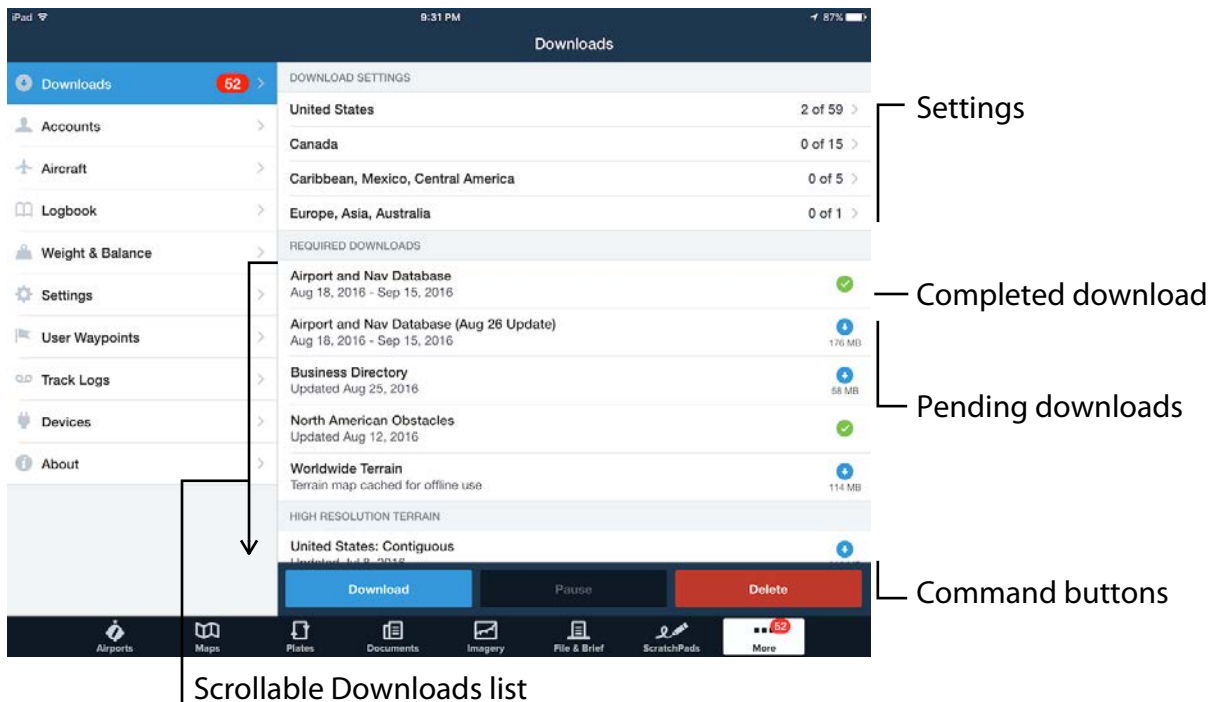 iPad 9:31 PM 87%
Downloads
Downloads 52
Accounts
Aircraft
Logbook
Weight & Balance
Settings
User Waypoints
Track Logs
Devices
About
DOWNLOAD SETTINGS
United States 2 of 59
Canada 0 of 15
Caribbean, Mexico, Central America 0 of 5
Europe, Asia, Australia 0 of 1
REQUIRED DOWNLOADS
Airport and Nav Database
Aug 18, 2016 - Sep 15, 2016
Airport and Nav Database (Aug 26 Update)
Aug 18, 2016 - Sep 15, 2016
176 MB
Business Directory
Updated Aug 25, 2016
58 MB
North American Obstacles
Updated Aug 12, 2016
Worldwide Terrain
Terrain map cached for offline use
114 MB
HIGH RESOLUTION TERRAIN
United States: Contiguous
Updated Jul 8, 2016
Download Pause Delete
Airports Maps Plates Documents Imagery File & Brief ScratchPads More 52
Settings
Completed download
Pending downloads
Command buttons
Scrollable Downloads list